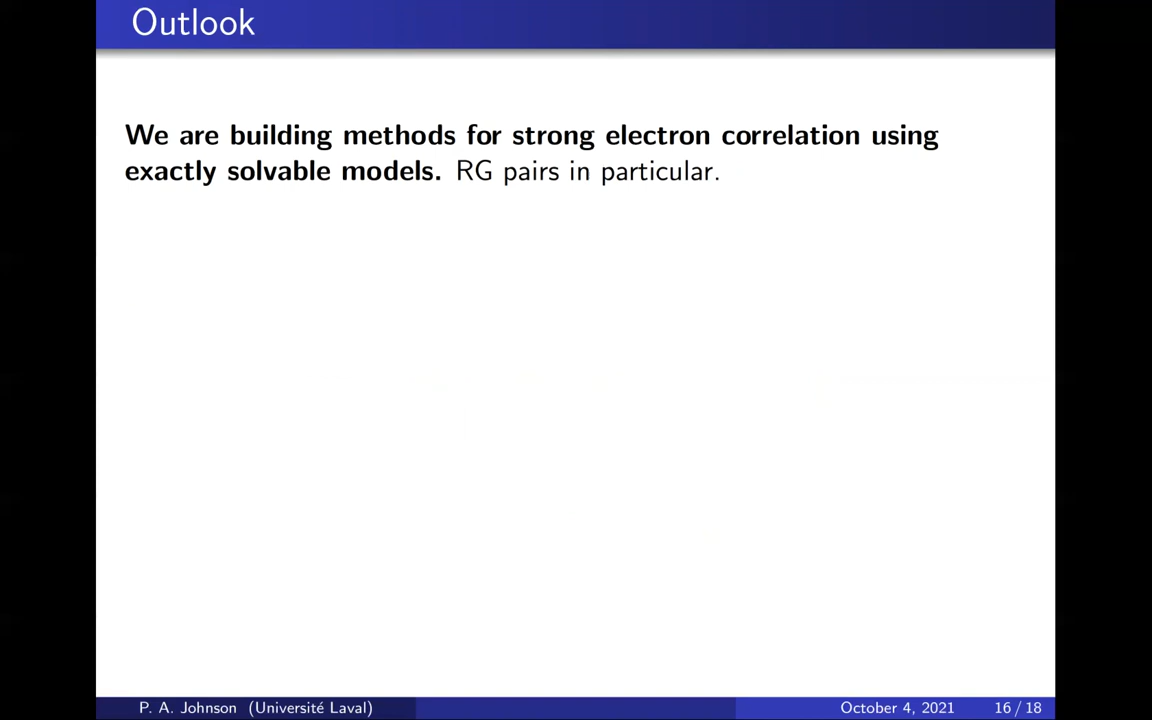 Outlook
We are building methods for strong electron correlation using
exactly solvable models. RG pairs in particular.
P. A. Johnson (Université Laval) October 4, 2021 16 / 18